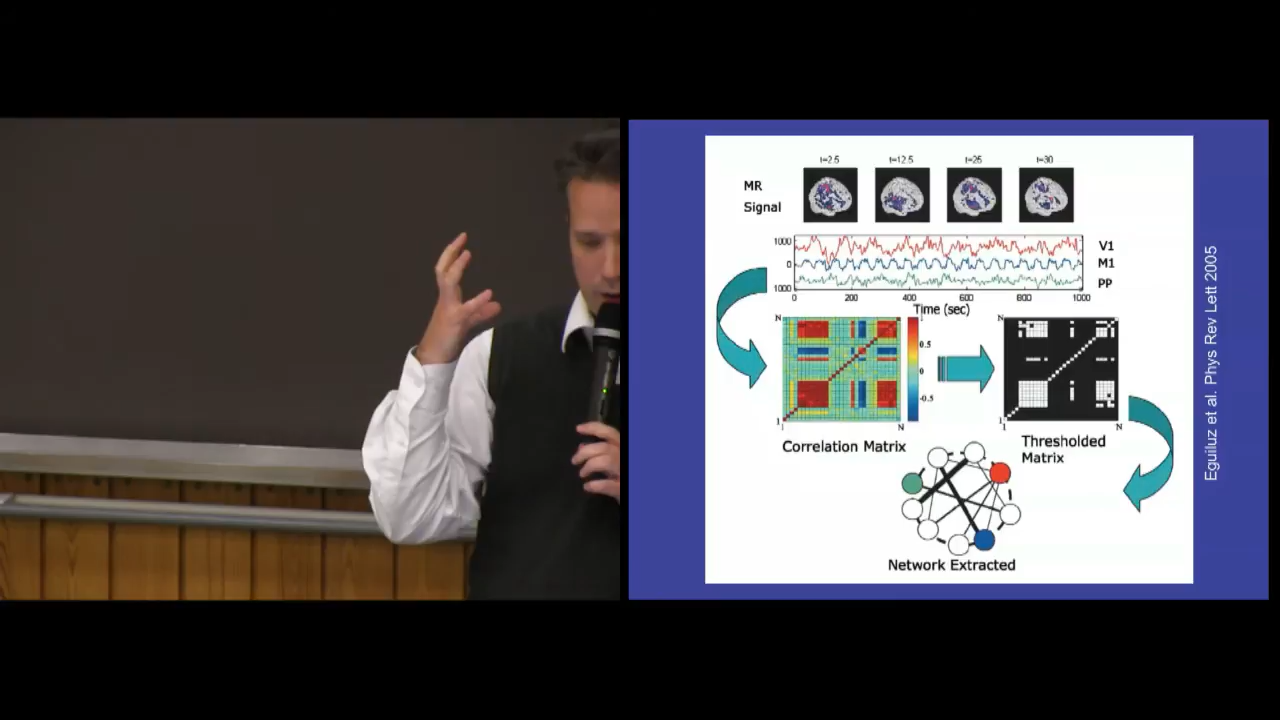 t=2.5 t=12.5 t=25 t=30
MR
Signal
1000
0
1000
V1
M1
PP
0 200 400 600 800 1000
Time (sec)
N
1
1 N
1
0.5
0
-0.5
N
1
1 N
Correlation Matrix
Thresholded
Matrix
Network Extracted
Eguiluz et al. Phys Rev Lett 2005